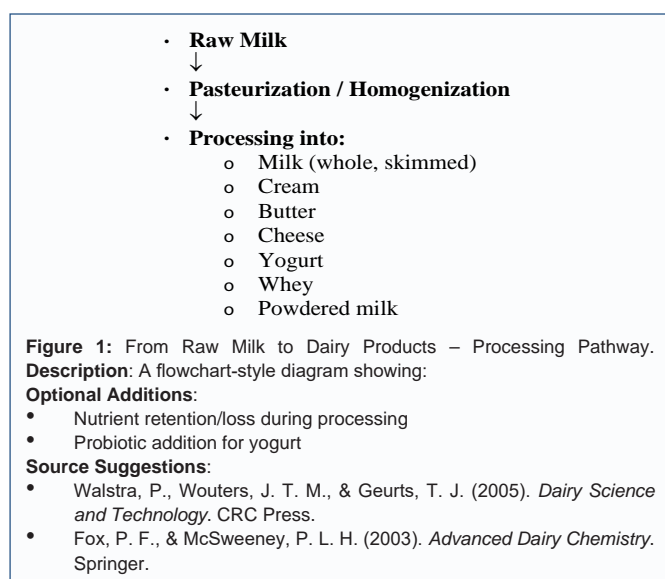 · Raw Milk
↓
· Pasteurization / Homogenization
↓
· Processing into:
o Milk (whole, skimmed)
o Cream
o Butter
o Cheese
o Yogurt
o Whey
o Powdered milk
Figure 1: From Raw Milk to Dairy Products – Processing Pathway.
Description: A flowchart-style diagram showing:
Optional Additions:
• Nutrient retention/loss during processing
• Probiotic addition for yogurt
Source Suggestions:
• Walstra, P., Wouters, J. T. M., & Geurts, T. J. (2005). Dairy Science
and Technology. CRC Press.
• Fox, P. F., & McSweeney, P. L. H. (2003). Advanced Dairy Chemistry.
Springer.